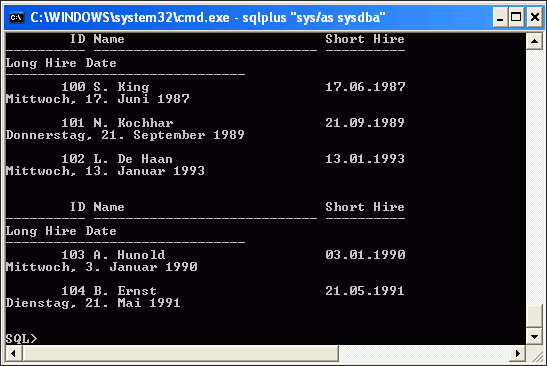 C:\WINDOWS\system32\cmd.exe - sqlplus "sys/as sysdba"
ID Name Short Hire
---------- ---------------------------- ----------
Long Hire Date
------------------------------
100 S. King 17.06.1987
Mittwoch, 17. Juni 1987
101 N. Kochhar 21.09.1989
Donnerstag, 21. September 1989
102 L. De Haan 13.01.1993
Mittwoch, 13. Januar 1993
ID Name Short Hire
---------- ---------------------------- ----------
Long Hire Date
------------------------------
103 A. Hunold 03.01.1990
Mittwoch, 3. Januar 1990
104 B. Ernst 21.05.1991
Dienstag, 21. Mai 1991
SQL>